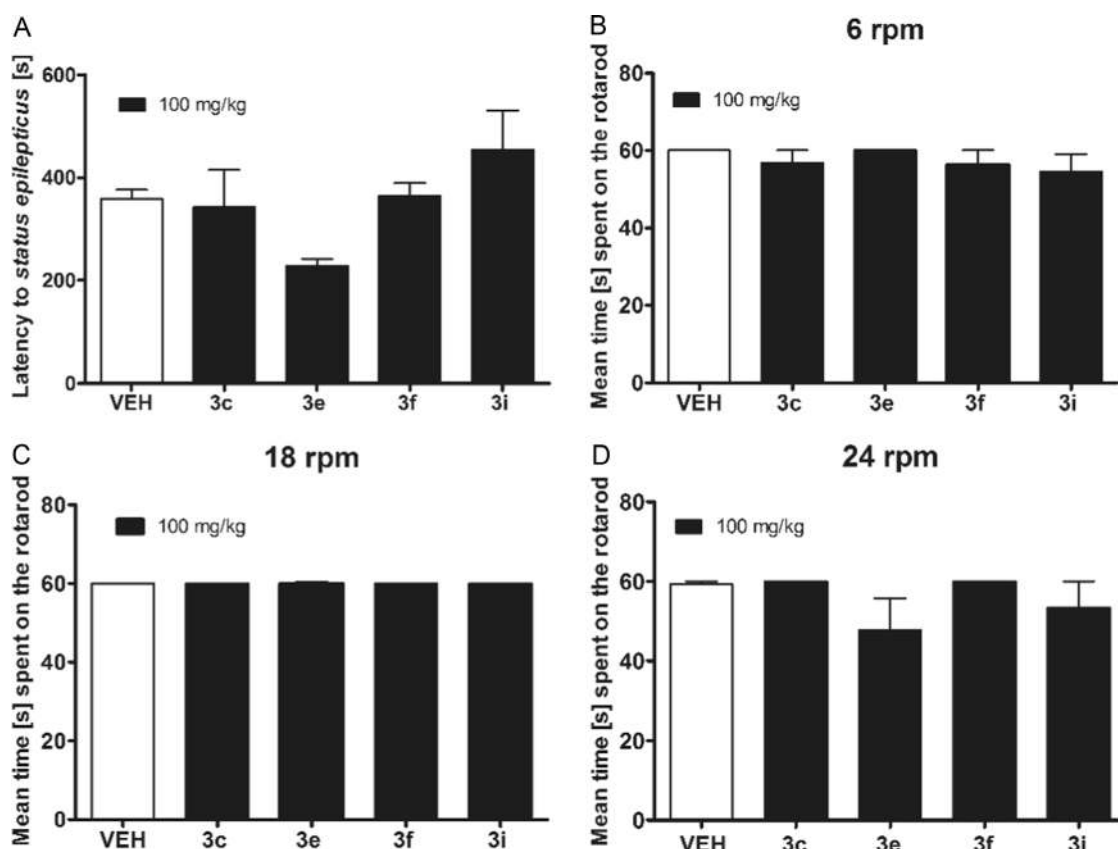 A
Latency to status epilepticus [s]
600
400
200
0
100 mg/kg
VEH 3c 3e 3f 3i
B
6 rpm
Mean time [s] spent on the rotarod
80
60
40
20
0
100 mg/kg
VEH 3c 3e 3f 3i
C
18 rpm
Mean time [s] spent on the rotarod
80
60
40
20
0
100 mg/kg
VEH 3c 3e 3f 3i
D
24 rpm
Mean time [s] spent on the rotarod
80
60
40
20
0
100 mg/kg
VEH 3c 3e 3f 3i